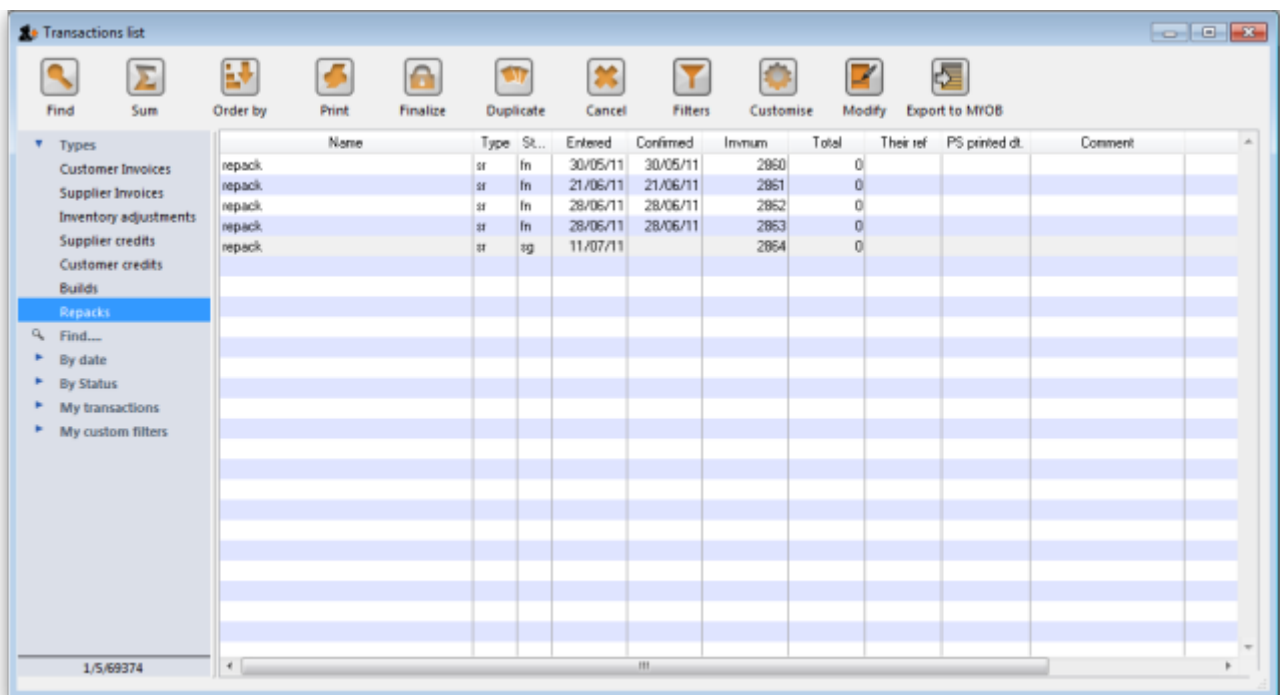 Transactions list
Find Sum Order by Print Finalize Duplicate Cancel Filters Customise Modify Export to MYOB
Types
Customer Invoices
Supplier Invoices
Inventory adjustments
Supplier credits
Customer credits
Builds
Repacks
Find....
By date
By Status
My transactions
My custom filters
1/5/69374
Name Type St... Entered Confirmed Invnum Total Their ref PS printed dt. Comment
repack sr fn 30/05/11 30/05/11 2860 0
repack sr fn 21/06/11 21/06/11 2861 0
repack sr fn 28/06/11 28/06/11 2862 0
repack sr fn 28/06/11 28/06/11 2863 0
repack sr sg 11/07/11 2864 0